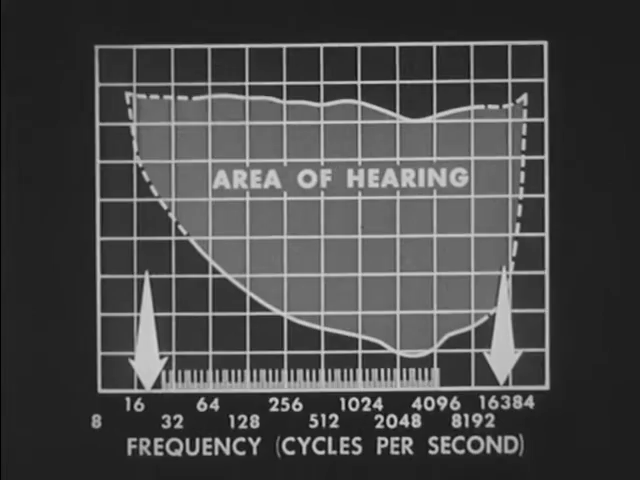 AREA OF HEARING
16 64 256 1024 4096 16384
8 32 128 512 2048 8192
FREQUENCY (CYCLES PER SECOND)